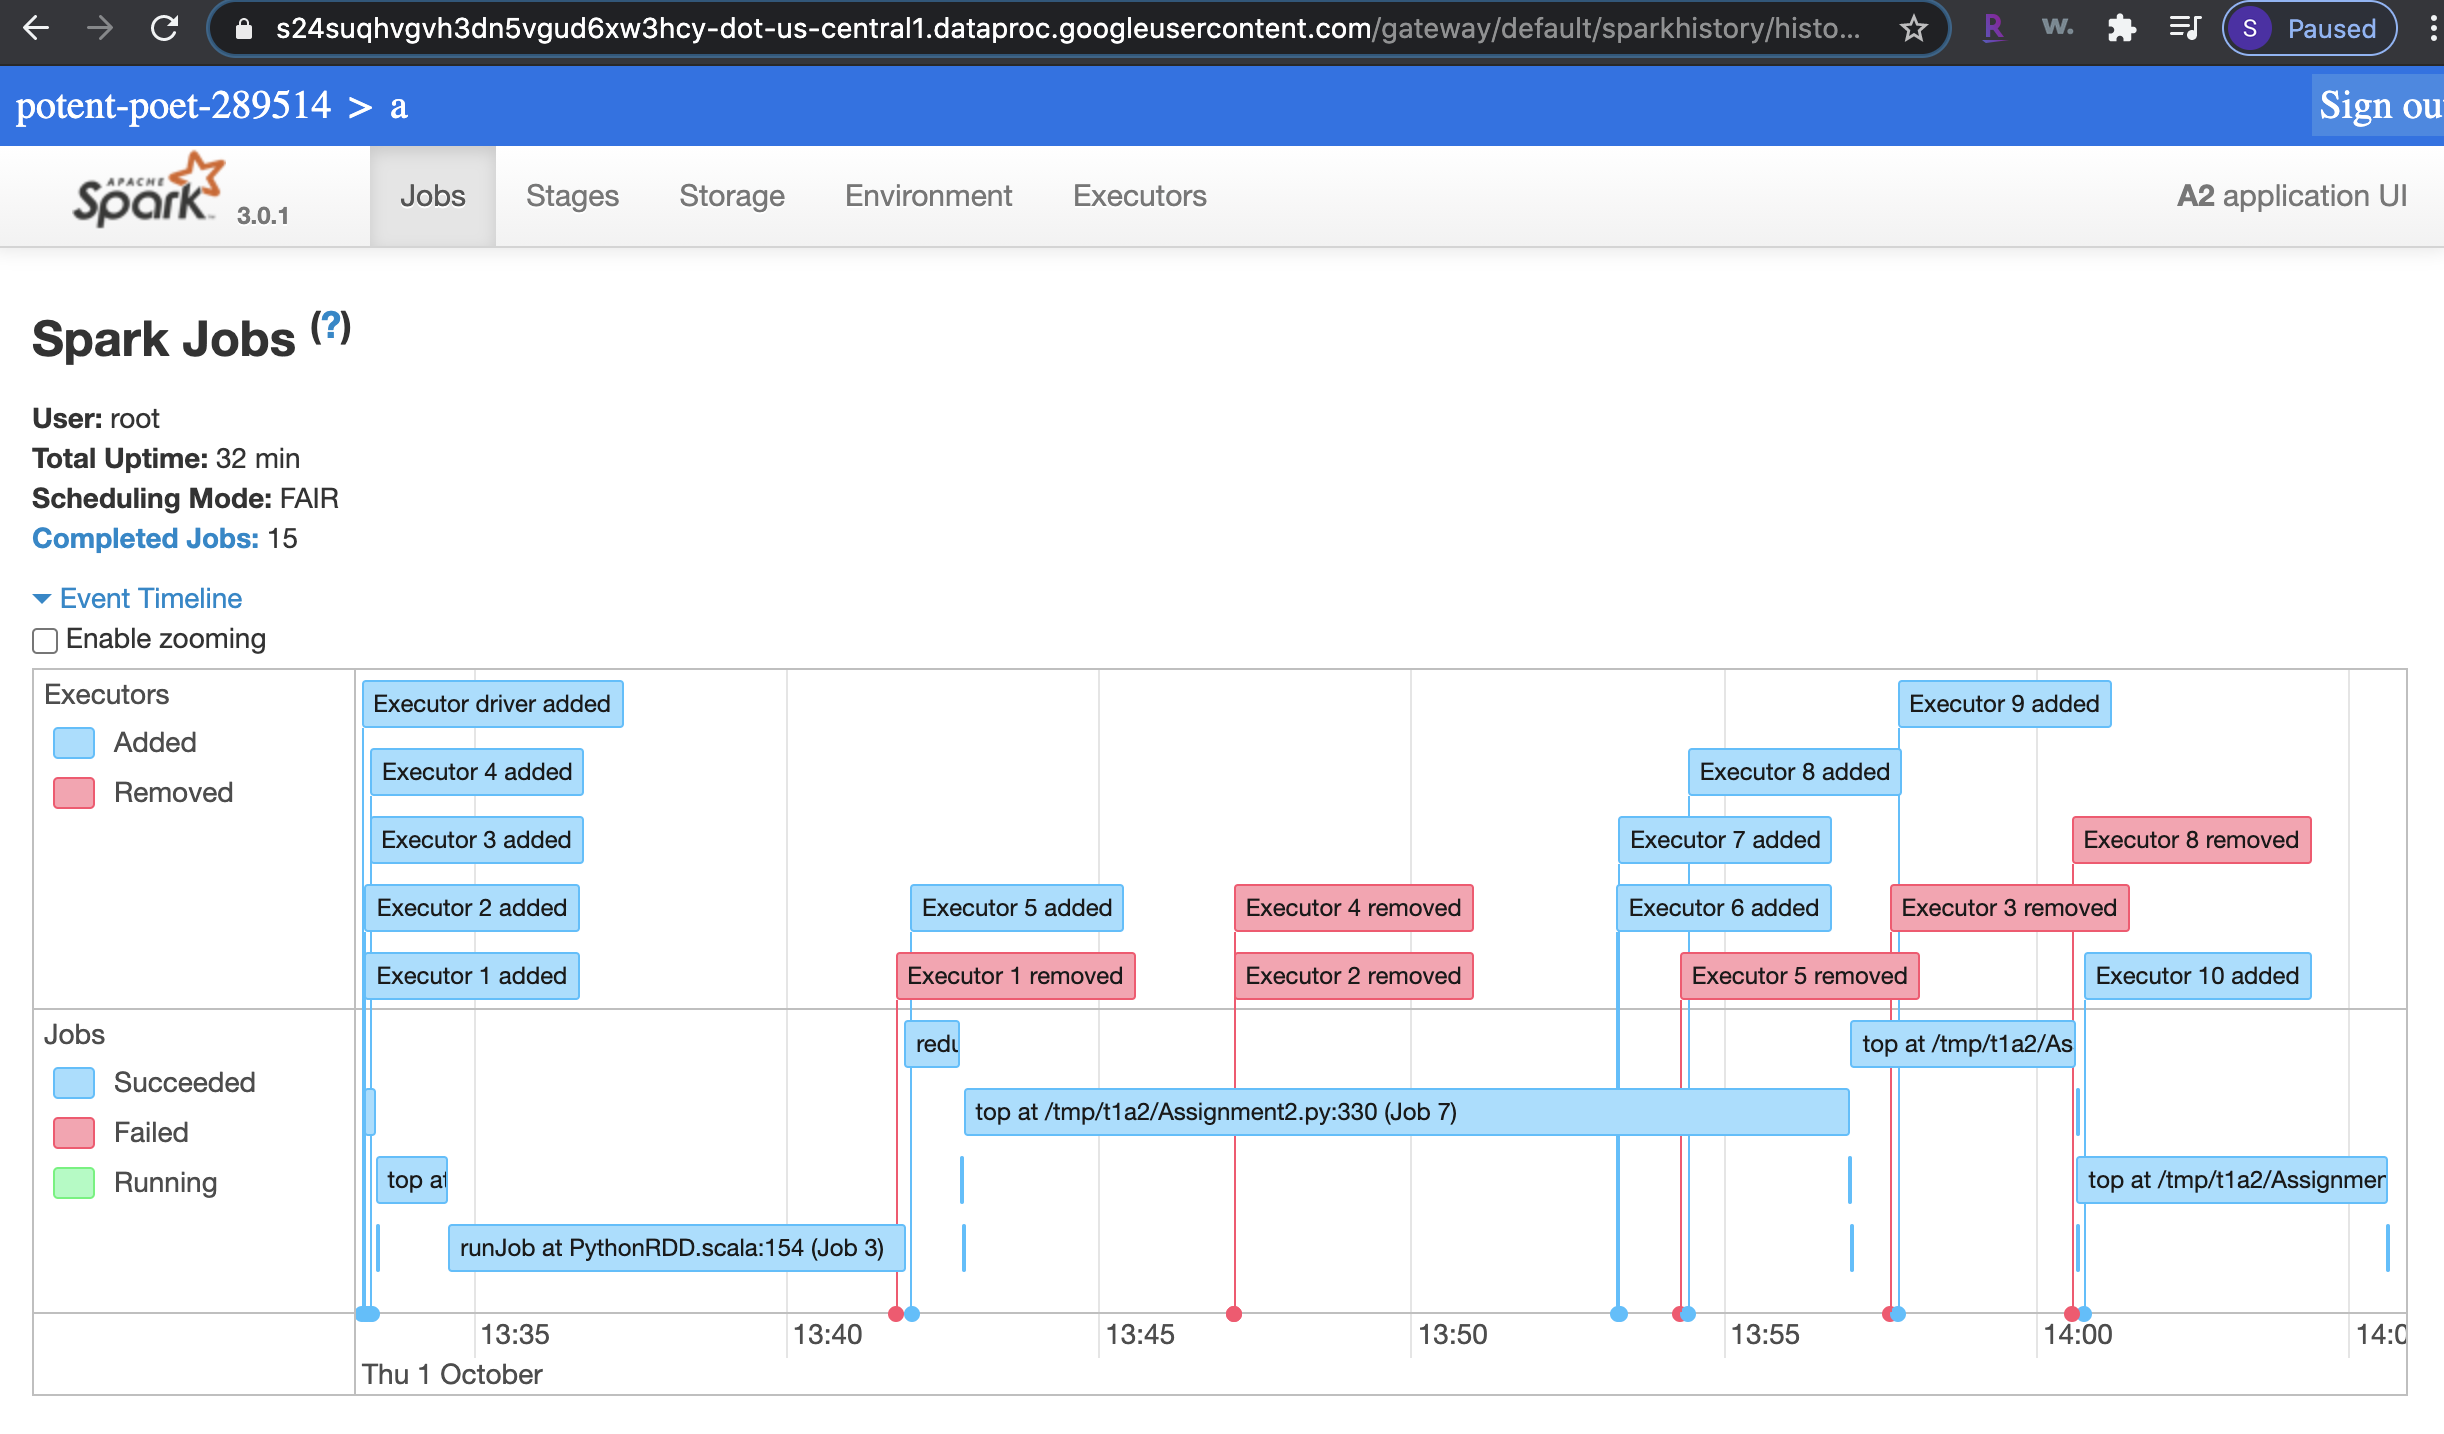 s24suqhvgvh3dn5vgud6xw3hcy-dot-us-central1.dataproc.googleusercontent.com/gateway/default/sparkhistory/histo...
R
w.
S
Paused
potent-poet-289514 > a
Sign ou
APACHE
Spark 3.0.1
Jobs
Stages
Storage
Environment
Executors
A2 application UI
Spark Jobs (?)
User: root
Total Uptime: 32 min
Scheduling Mode: FAIR
Completed Jobs: 15
Event Timeline
Enable zooming
Executors
Added
Removed
Executor driver added
Executor 9 added
Executor 4 added
Executor 8 added
Executor 3 added
Executor 7 added
Executor 8 removed
Executor 2 added
Executor 5 added
Executor 4 removed
Executor 6 added
Executor 3 removed
Executor 1 added
Executor 1 removed
Executor 2 removed
Executor 5 removed
Executor 10 added
Jobs
Succeeded
Failed
Running
redu
top at /tmp/t1a2/As
top at /tmp/t1a2/Assignment2.py:330 (Job 7)
top at
top at /tmp/t1a2/Assignmen
runJob at PythonRDD.scala:154 (Job 3)
13:35
13:40
13:45
13:50
13:55
14:00
14:0
Thu 1 October